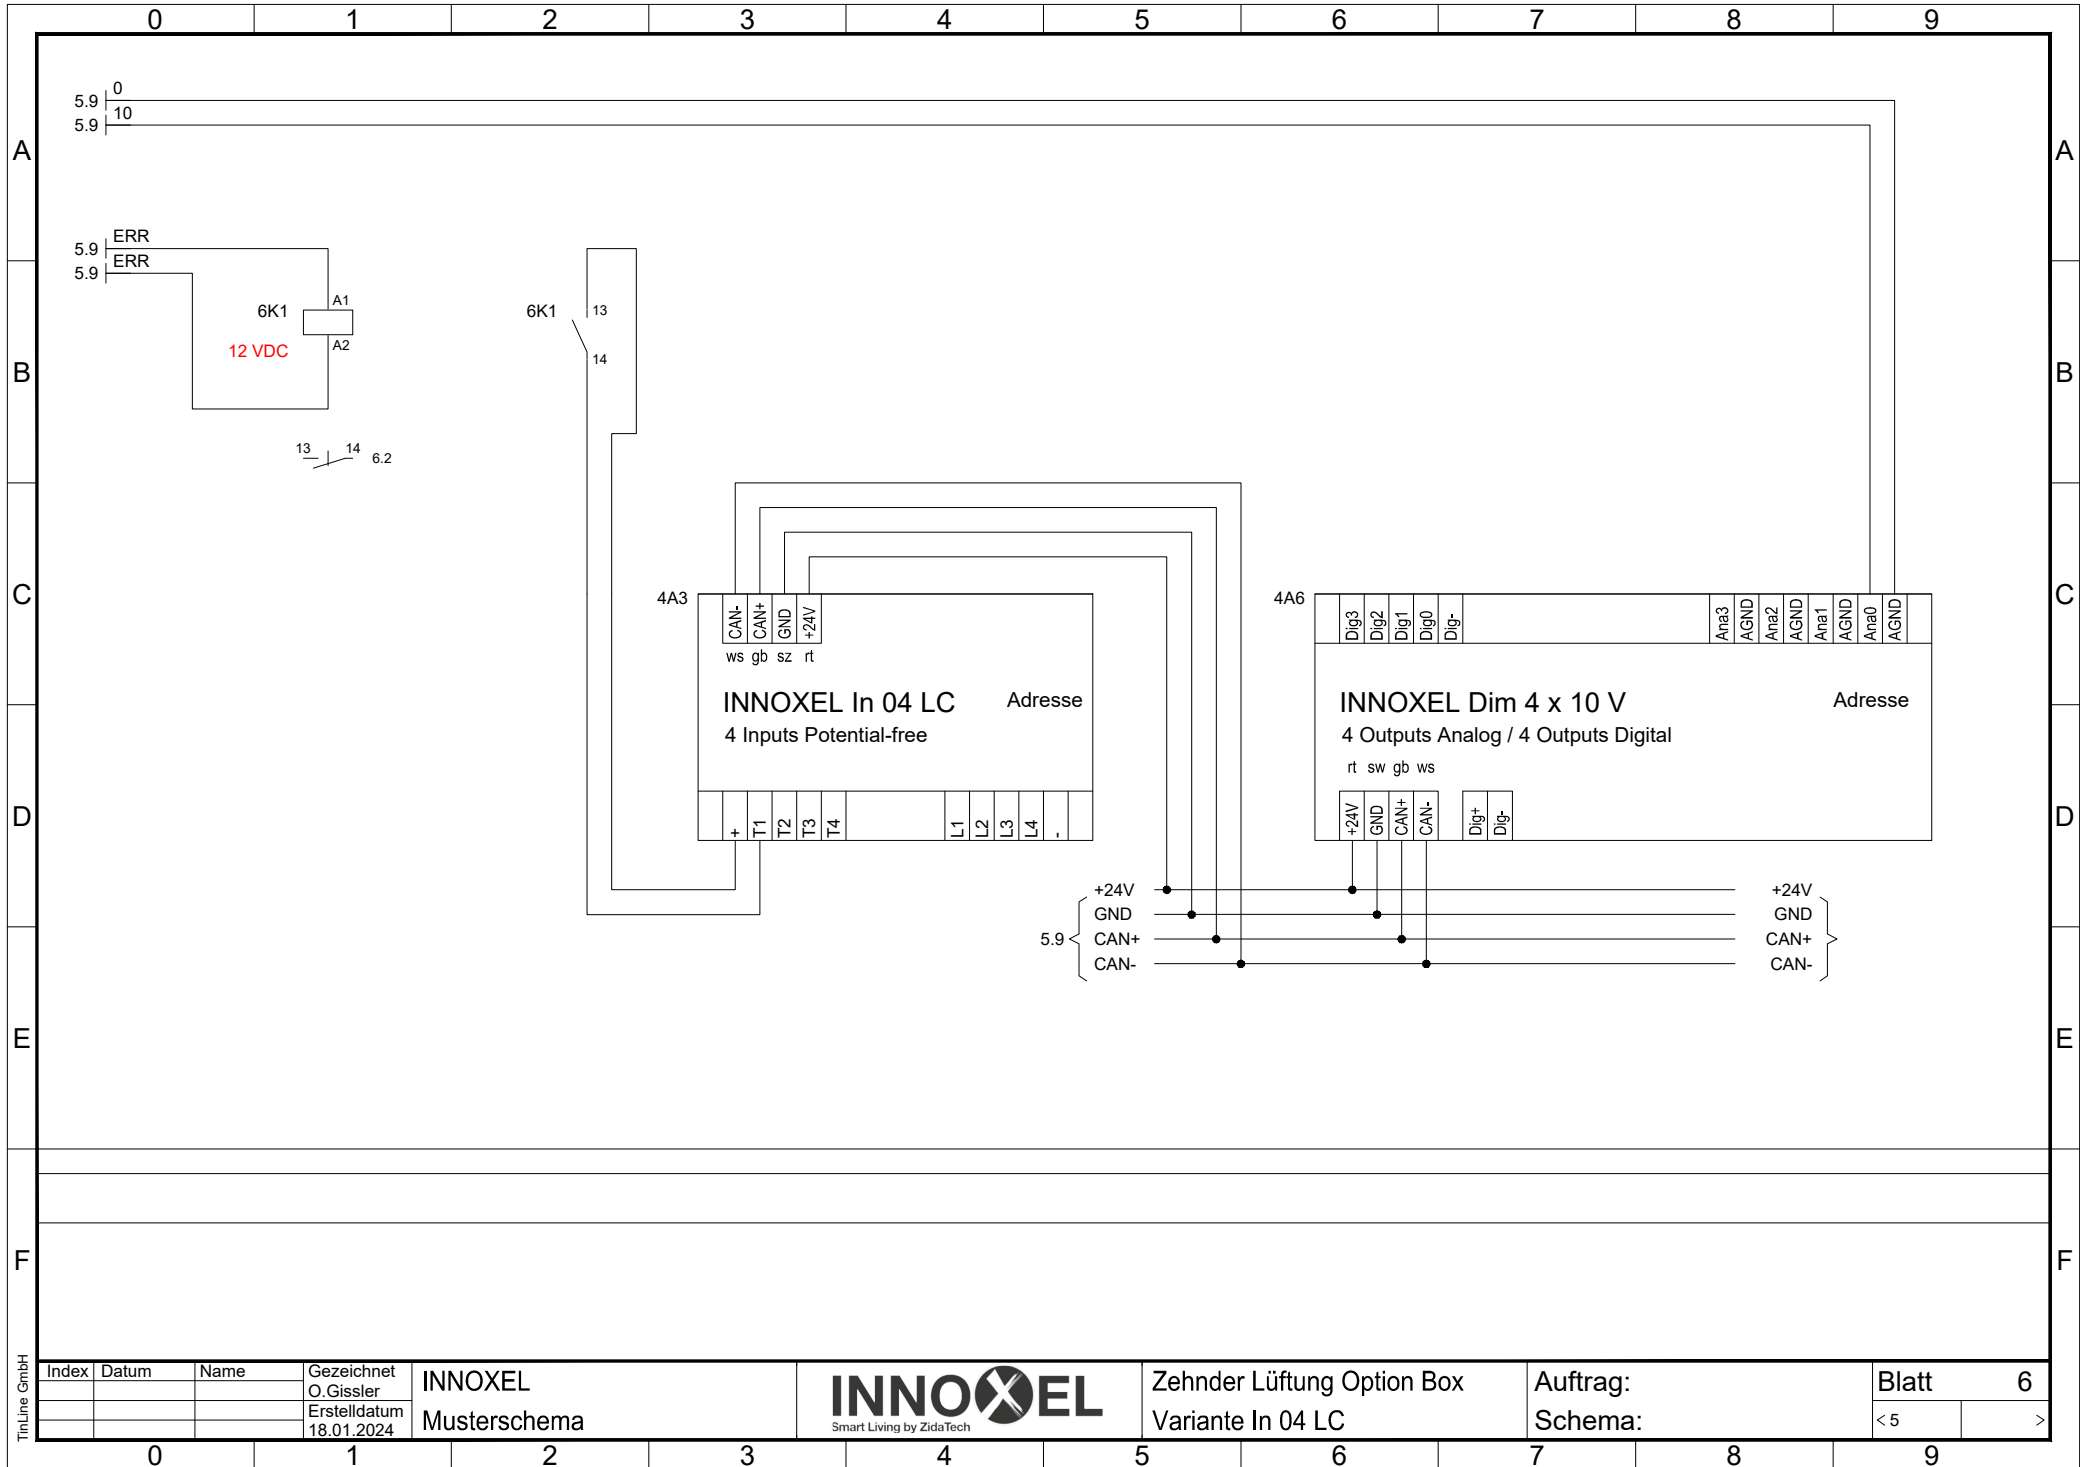 0 1 2 3 4 5 6 7 8 9
5.9 0
5.9 10
A A
5.9 ERR
5.9 ERR
6K1 A1
12 VDC A2
6K1 13
14
B B
13 14 6.2
C C
4A3 CAN- CAN+ GND +24V
ws gb sz rt
INNOXEL In 04 LC Adresse
4 Inputs Potential-free
+ T1 T2 T3 T4 L1 L2 L3 L4 -
4A6 Dig3 Dig2 Dig1 Dig0 Dig- Ana3 AGND Ana2 AGND Ana1 AGND Ana0 AGND
INNOXEL Dim 4 x 10 V Adresse
4 Outputs Analog / 4 Outputs Digital
rt sw gb ws
+24V GND CAN+ CAN- Dig+ Dig-
D D
+24V +24V
GND GND
5.9 CAN+ CAN+
CAN- CAN-
E E
F F
TinLine GmbH
Index Datum Name Gezeichnet
O.Gissler
Erstelldatum
18.01.2024
INNOXEL
Musterschema
INNOXEL
Smart Living by ZidaTech
Zehnder Lüftung Option Box
Variante In 04 LC
Auftrag:
Schema:
Blatt 6
< 5 >
0 1 2 3 4 5 6 7 8 9